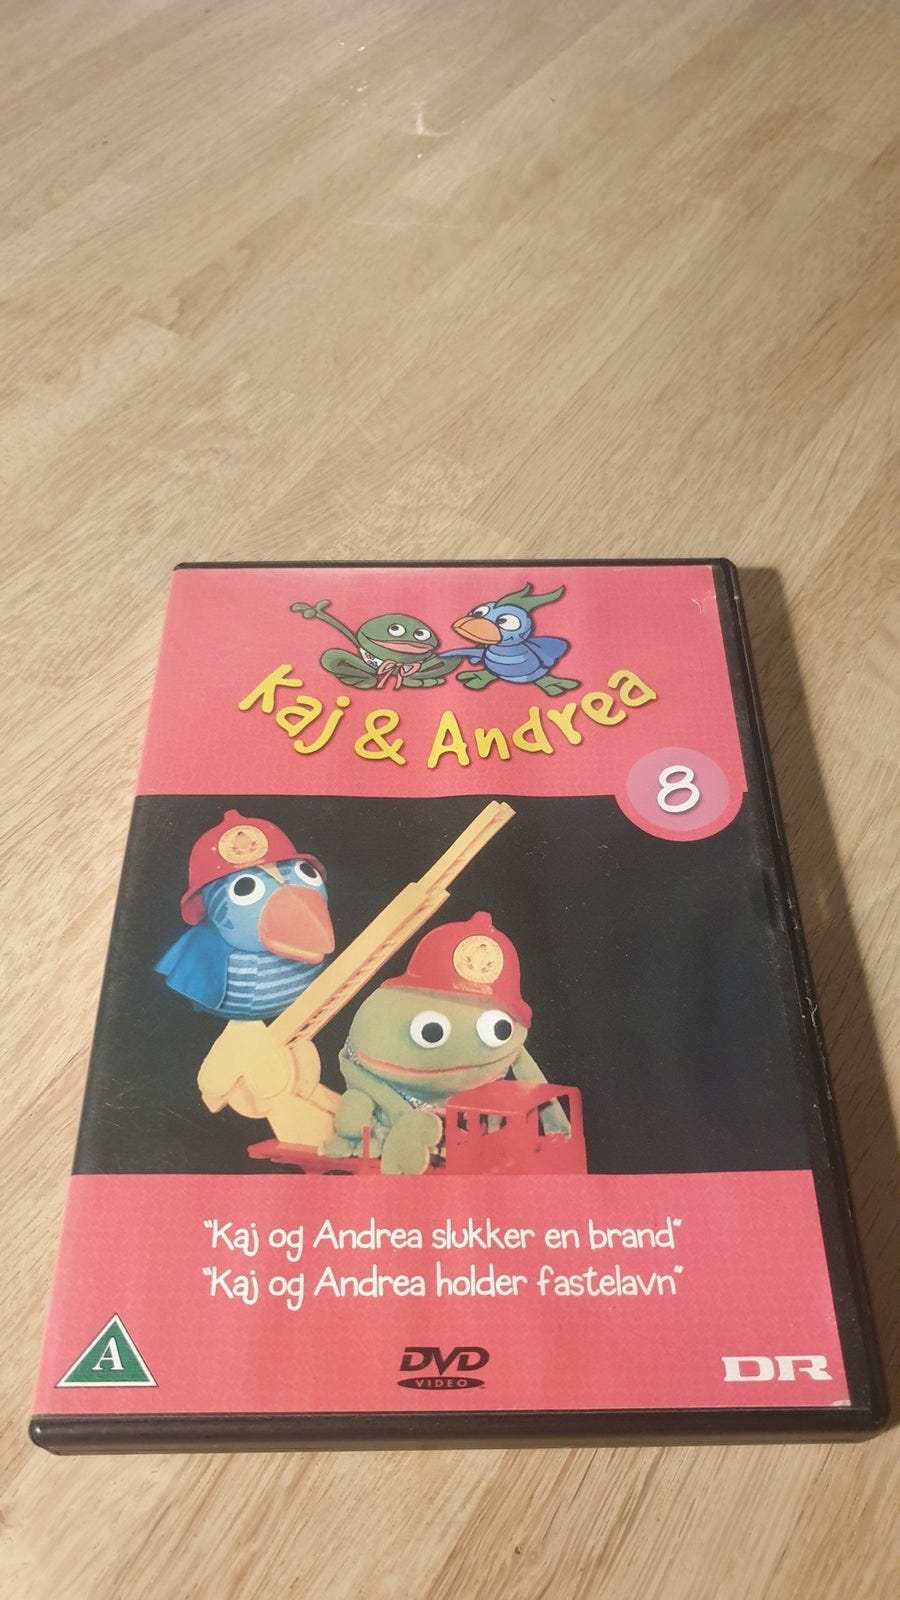 Kaj & Andrea
8
"Kaj og Andrea slukker en brand"
"Kaj og Andrea holder fastelavn"
A
DVD
VIDEO
DR